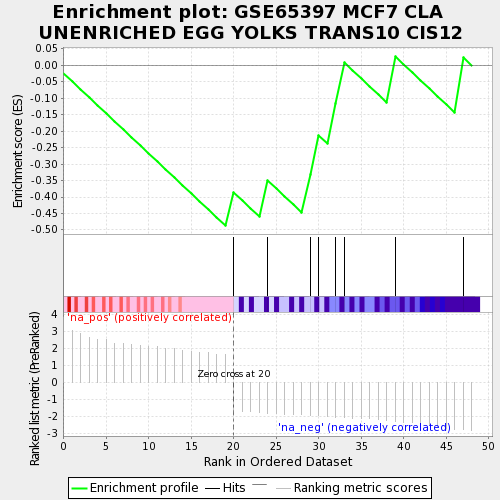 Enrichment plot: GSE65397 MCF7 CLA
UNENRICHED EGG YOLKS TRANS10 CIS12
Enrichment score (ES)
0.05
0.00
-0.05
-0.10
-0.15
-0.20
-0.25
-0.30
-0.35
-0.40
-0.45
-0.50
'na_pos' (positively correlated)
Ranked list metric (PreRanked)
4
3
2
1
0
-1
-2
-3
Zero cross at 20
'na_neg' (negatively correlated)
0 5 10 15 20 25 30 35 40 45 50
Rank in Ordered Dataset
Enrichment profile Hits Ranking metric scores